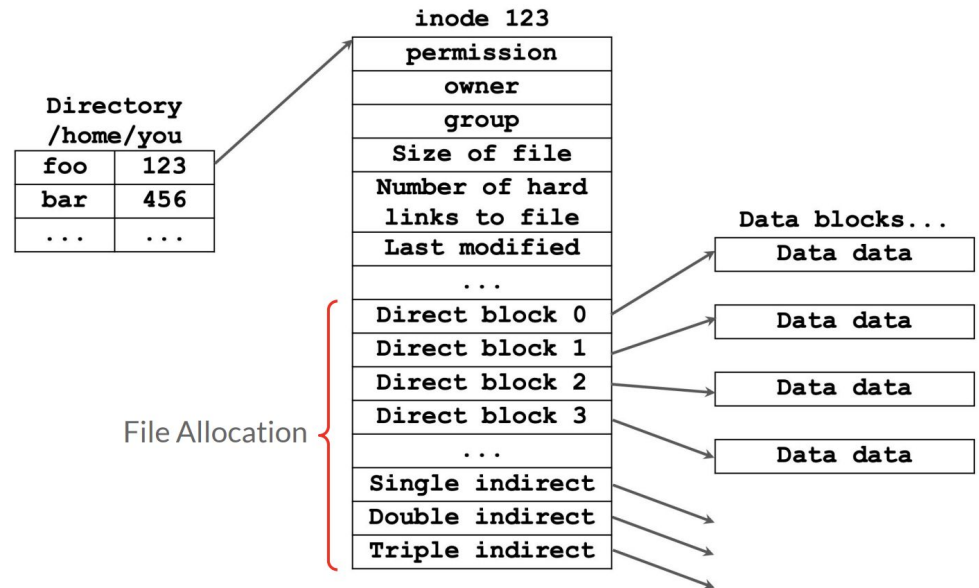 inode 123
permission
owner
group
Size of file
Number of hard
links to file
Last modified
...
Direct block 0
Direct block 1
Direct block 2
Direct block 3
...
Single indirect
Double indirect
Triple indirect
Directory
/home/you
foo 123
bar 456
... ...
File Allocation
Data blocks...
Data data
Data data
Data data
Data data